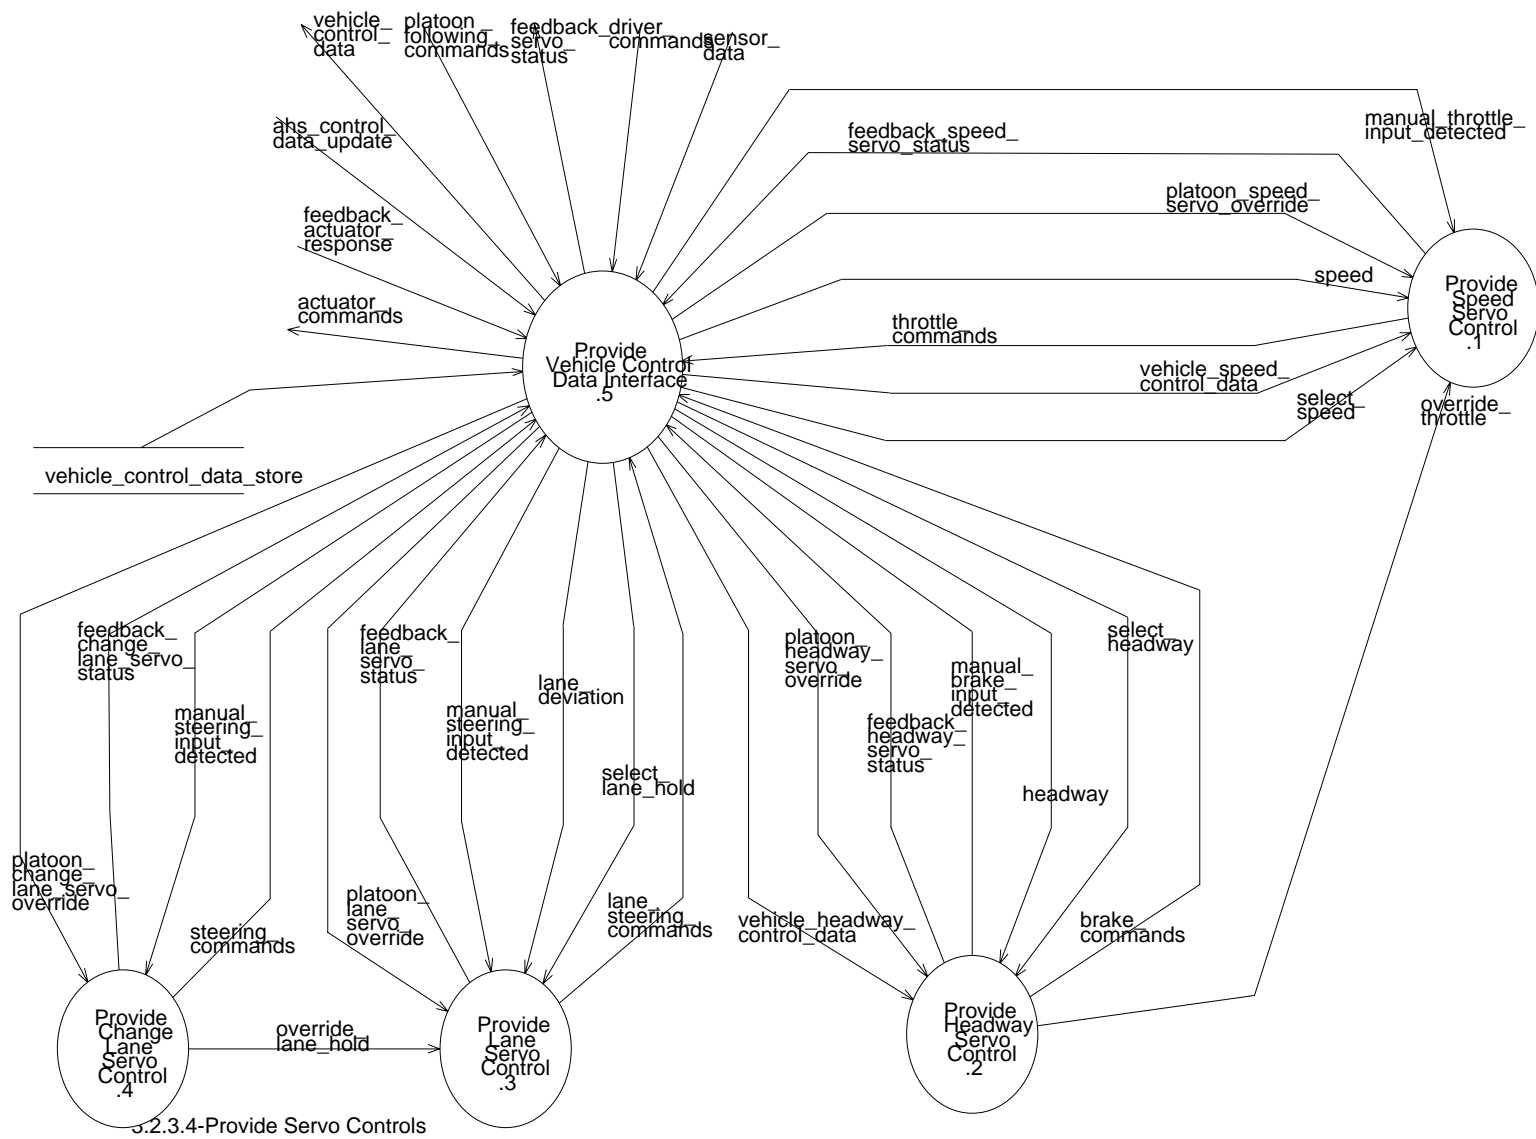 vehicle_
control_
data
platoon_
following_
commands
feedback_
servo_
status
driver_
commands
sensor_
data
ahs_control_
data_update
feedback_
actuator_
response
actuator_
commands
manual_throttle_
input_detected
feedback_speed_
servo_status
platoon_speed_
servo_override
speed
throttle_
commands
vehicle_speed_
control_data
select_
speed
override_
throttle
Provide
Speed
Servo
Control
.1
Provide
Vehicle Control
Data Interface
.5
vehicle_control_data_store
feedback_
change_
lane_servo_
status
manual_
steering_
input_
detected
platoon_
change_
lane_servo_
override
steering_
commands
feedback_
lane_
servo_
status
platoon_
lane_
servo_
override
manual_
steering_
input_
detected
lane_
deviation
select_
lane_hold
lane_
steering_
commands
platoon_
headway_
servo_
override
feedback_
headway_
servo_
status
manual_
brake_
input_
detected
headway
select_
headway
vehicle_headway_
control_data
brake_
commands
Provide
Change
Lane
Servo
Control
.4
override_
lane_hold
Provide
Lane
Servo
Control
.3
Provide
Headway
Servo
Control
.2
3.2.3.4-Provide Servo Controls